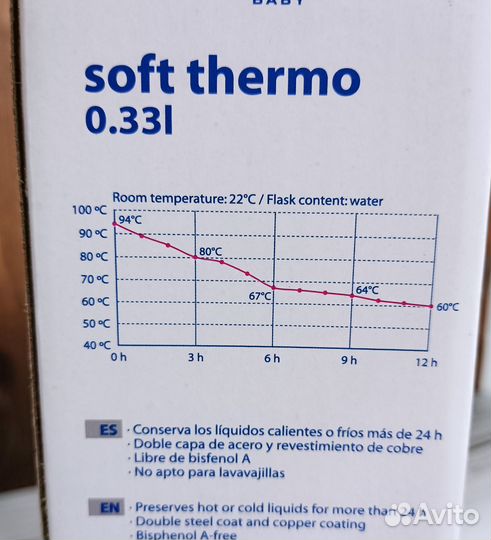 BABY
soft thermo
0.33l
Room temperature: 22°C / Flask content: water
100 ºC
90 ºC
80 ºC
70 ºC
60 ºC
50 ºC
40 ºC
94°C
80°C
67°C
64°C
60°C
0 h
3 h
6 h
9 h
12 h
ES · Conserva los líquidos calientes o fríos más de 24 h
· Doble capa de acero y revestimiento de cobre
· Libre de bisfenol A
· No apto para lavavajillas
EN · Preserves hot or cold liquids for more than 24 h
· Double steel coat and copper coating
· Bisphenol A-free
Avito